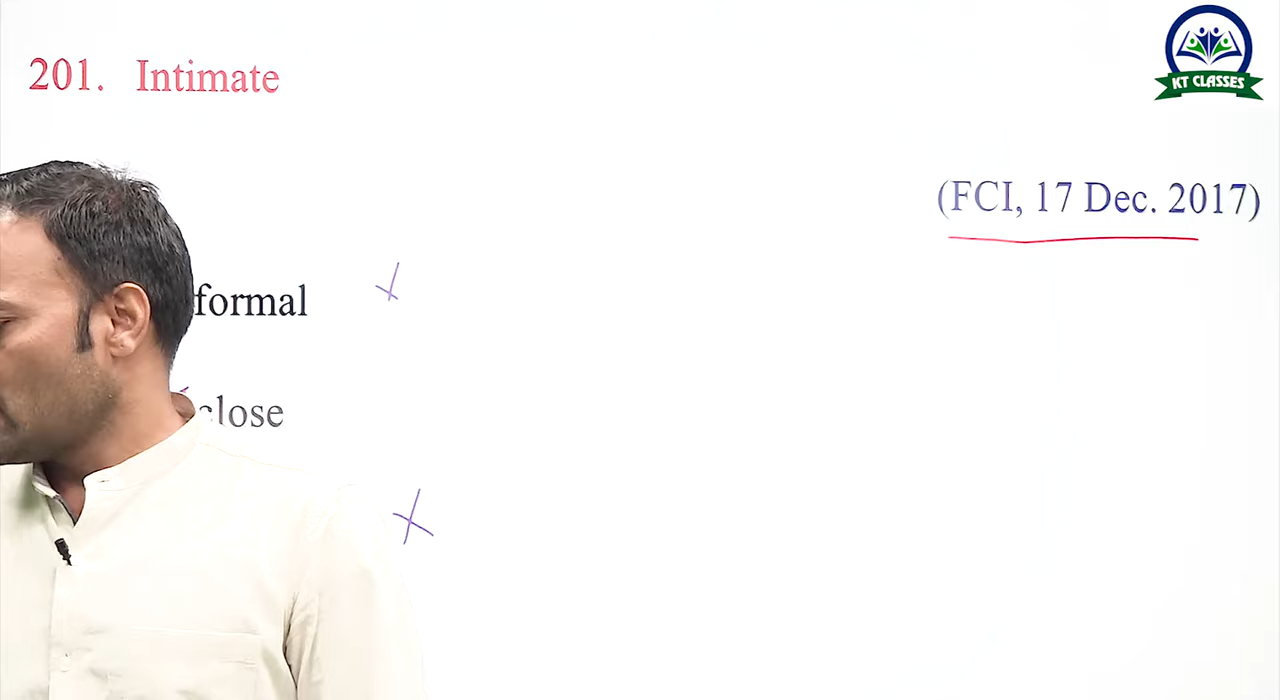 201. Intimate
KT CLASSES
(FCI, 17 Dec. 2017)
formal
close